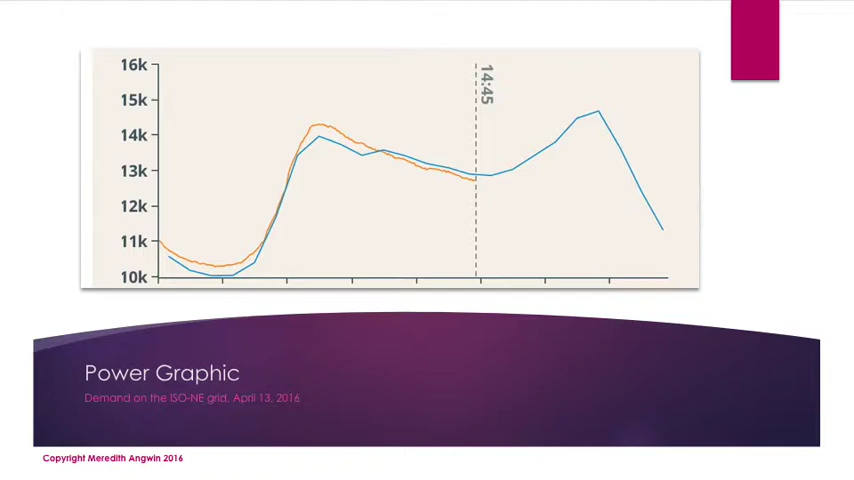 16k
15k
14k
13k
12k
11k
10k
14:45
Power Graphic
Demand on the ISO-NE grid, April 13, 2016
Copyright Meredith Angwin 2016